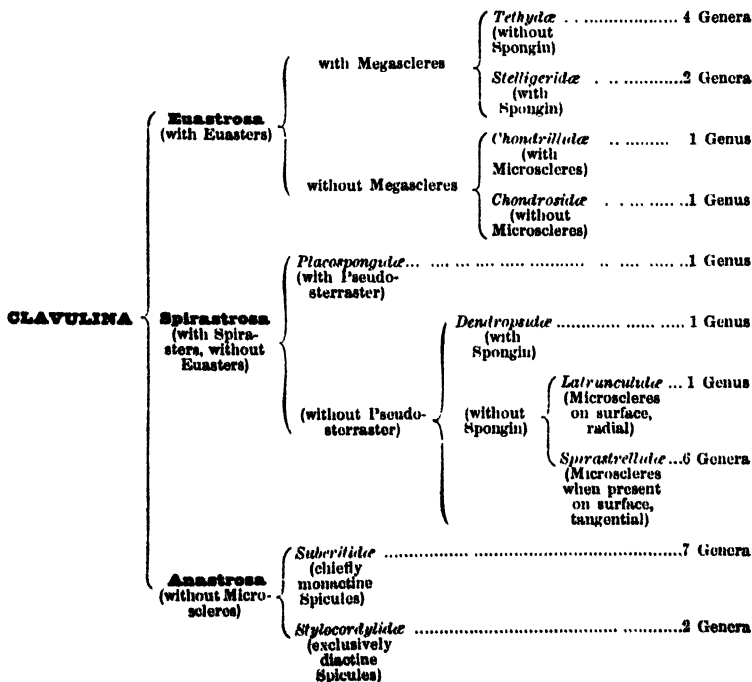 Tethydæ . . .............. 4 Genera
(without
Spongin)
with Megascleres
Stelligeridæ . . .. ........2 Genera
(with
Spongin)
Euastrosa
(with Euasters)
Chondrillidæ .. ......... 1 Genus
(with
Microscleres)
without Megascleres
Chondrosidæ . . .. ........1 Genus
(without
Microscleres)
Placospongidæ... .... ... ... ... ............. .. ... ......1 Genus
(with Pseudo-
sterraster)
CLAVULINA
Spirastrosa
(with Spira-
sters, without
Euasters)
Dendropsidæ ................ ...... ...... 1 Genus
(with
Spongin)
Latrunculidæ ... 1 Genus
(Microscleres
on surface,
radial)
(without Pseudo-
sterraster)
(without
Spongin)
Spirastrellidæ ...6 Genera
(Microscleres
when present
on surface,
tangential)
Suberitidæ ......................................................7 Genera
(chiefly
monactine
Spicules)
Anastrosa
(without Micro-
scleres)
Stylocordylidæ ..................................................2 Genera
(exclusively
diactine
Spicules)